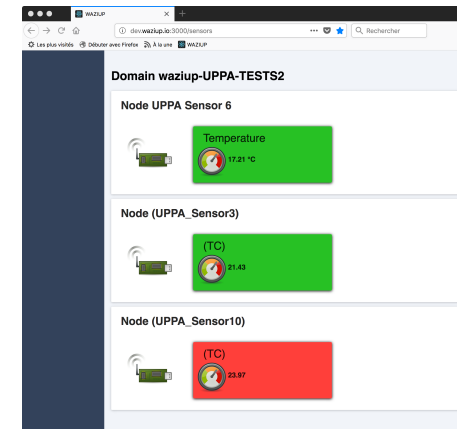 WAZIUP
dev.waziup.io:3000/sensors
Rechercher
Les plus visités Débuter avec Firefox À la une WAZIUP
Domain waziup-UPPA-TESTS2
Node UPPA Sensor 6
Temperature
17.21 °C
Node (UPPA_Sensor3)
(TC)
21.43
Node (UPPA_Sensor10)
(TC)
23.97